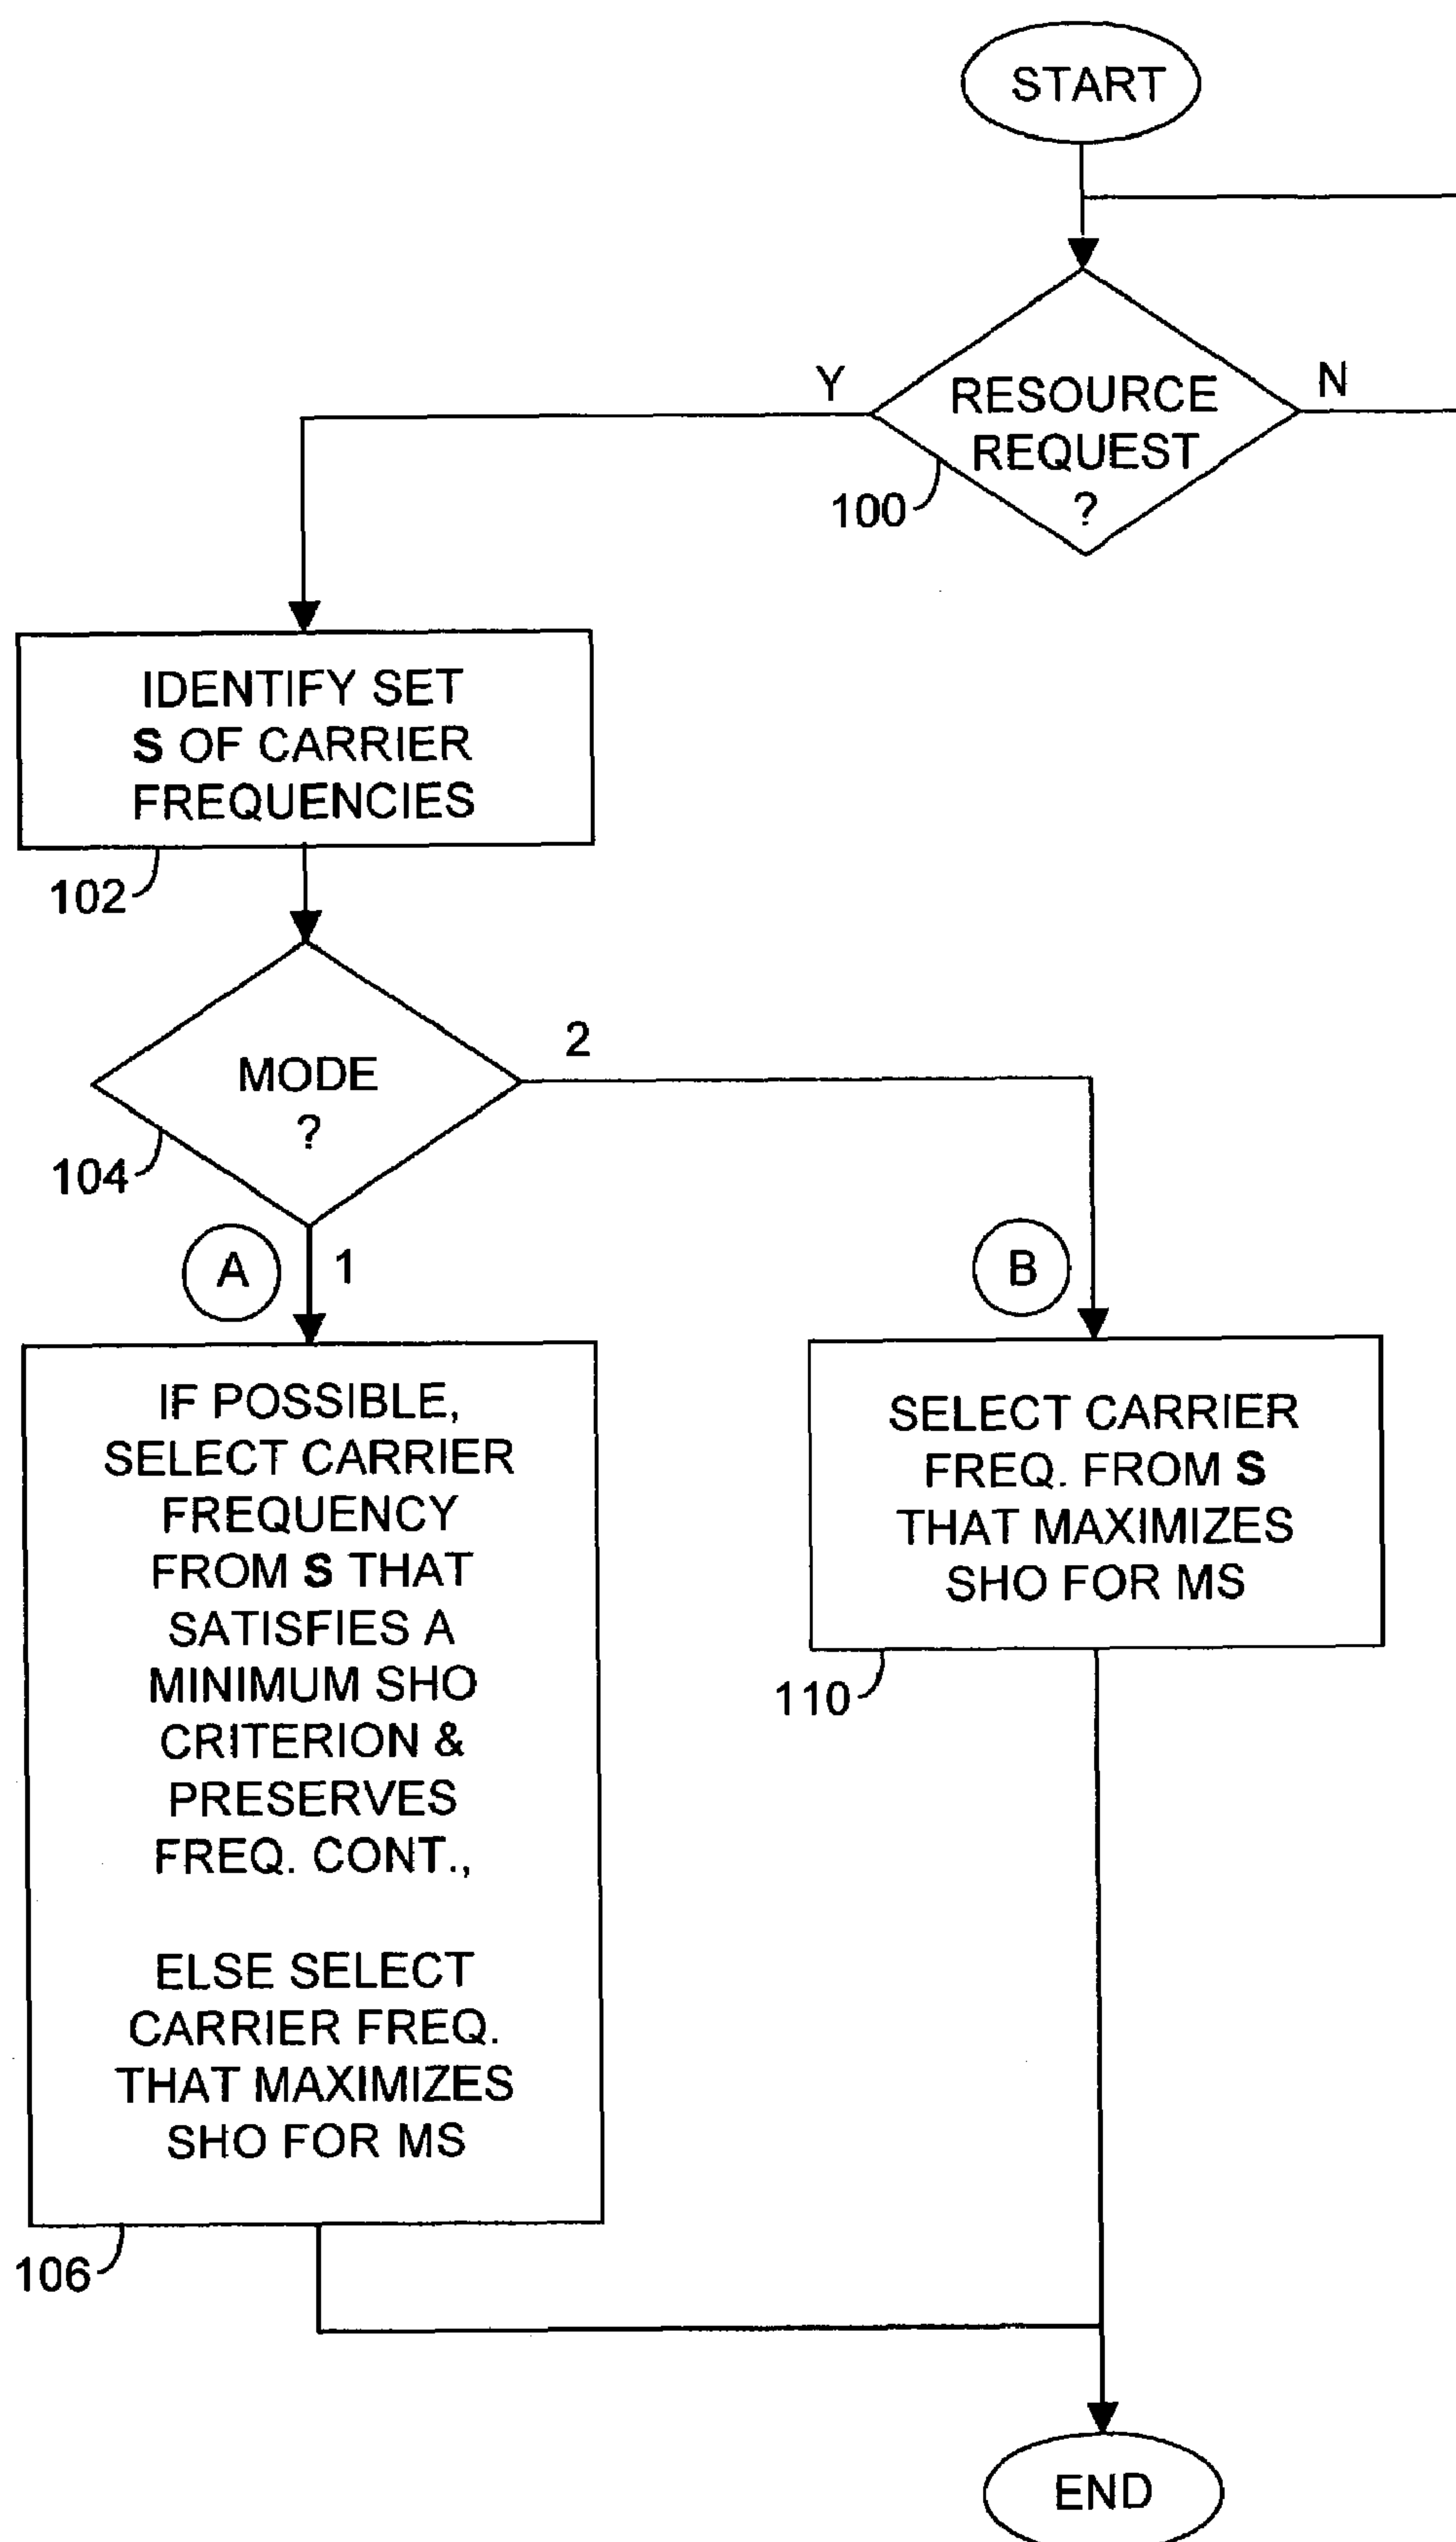 START
RESOURCE
REQUEST
?
Y
N
100
IDENTIFY SET
S OF CARRIER
FREQUENCIES
102
MODE
?
2
104
A
1
B
IF POSSIBLE,
SELECT CARRIER
FREQUENCY
FROM S THAT
SATISFIES A
MINIMUM SHO
CRITERION &
PRESERVES
FREQ. CONT.,
ELSE SELECT
CARRIER FREQ.
THAT MAXIMIZES
SHO FOR MS
106
SELECT CARRIER
FREQ. FROM S
THAT MAXIMIZES
SHO FOR MS
110
END